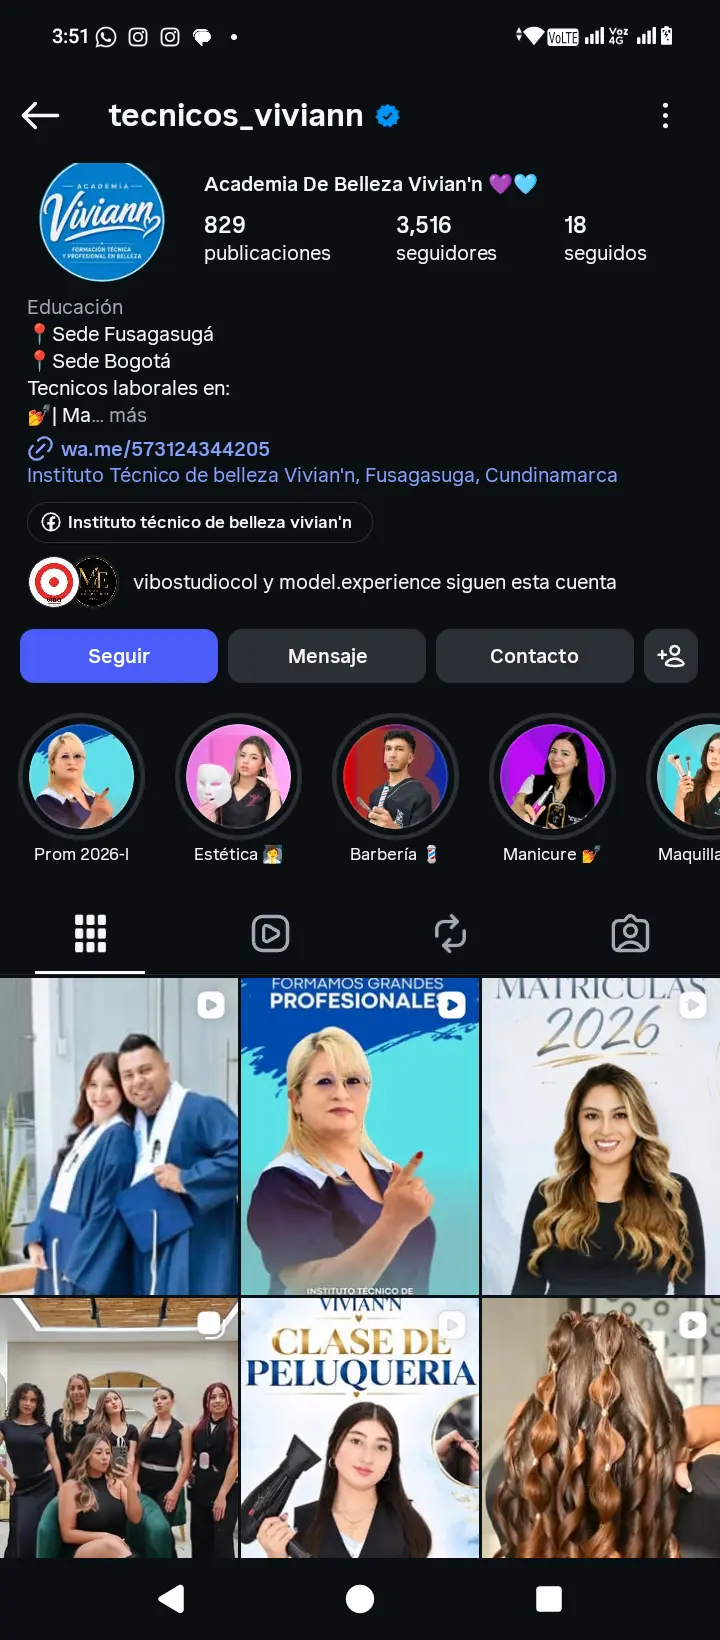 3:51
VoLTE
Voz
4G
tecnicos_viviann
ACADEMIA
Viviann
FORMACIÓN TÉCNICA
Y PROFESIONAL EN BELLEZA
Academia De Belleza Vivian'n 💜🩵
829
3,516
18
publicaciones
seguidores
seguidos
Educación
📍Sede Fusagasugá
📍Sede Bogotá
Tecnicos laborales en:
💅| Ma... más
wa.me/573124344205
Instituto Técnico de belleza Vivian'n, Fusagasuga, Cundinamarca
Instituto técnico de belleza vivian'n
ME
vibostudiocol y model.experience siguen esta cuenta
Seguir
Mensaje
Contacto
Prom 2026-I
Estética 🧖‍♀️
Barbería 💈
Manicure 💅
Maquilla
FORMAMOS GRANDES
PROFESIONALES
MATRICULAS
2026
INSTITUTO TÉCNICO DE
VIVIAN'N
CLASE DE
PELUQUERIA